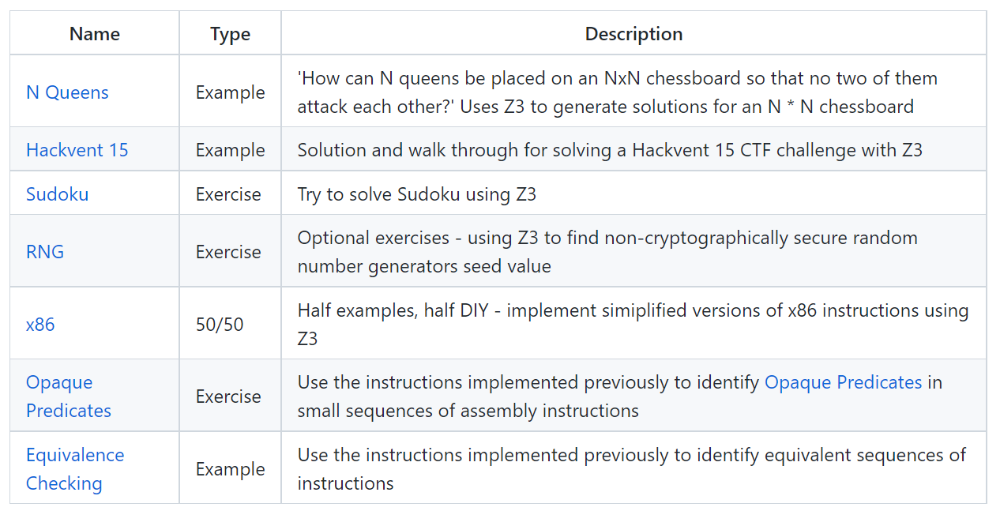 Name Type Description
N Queens Example 'How can N queens be placed on an NxN chessboard so that no two of them
attack each other?' Uses Z3 to generate solutions for an N * N chessboard
Hackvent 15 Example Solution and walk through for solving a Hackvent 15 CTF challenge with Z3
Sudoku Exercise Try to solve Sudoku using Z3
RNG Exercise Optional exercises - using Z3 to find non-cryptographically secure random
number generators seed value
x86 50/50 Half examples, half DIY - implement simiplified versions of x86 instructions using
Z3
Opaque
Predicates Exercise Use the instructions implemented previously to identify Opaque Predicates in
small sequences of assembly instructions
Equivalence
Checking Example Use the instructions implemented previously to identify equivalent sequences of
instructions